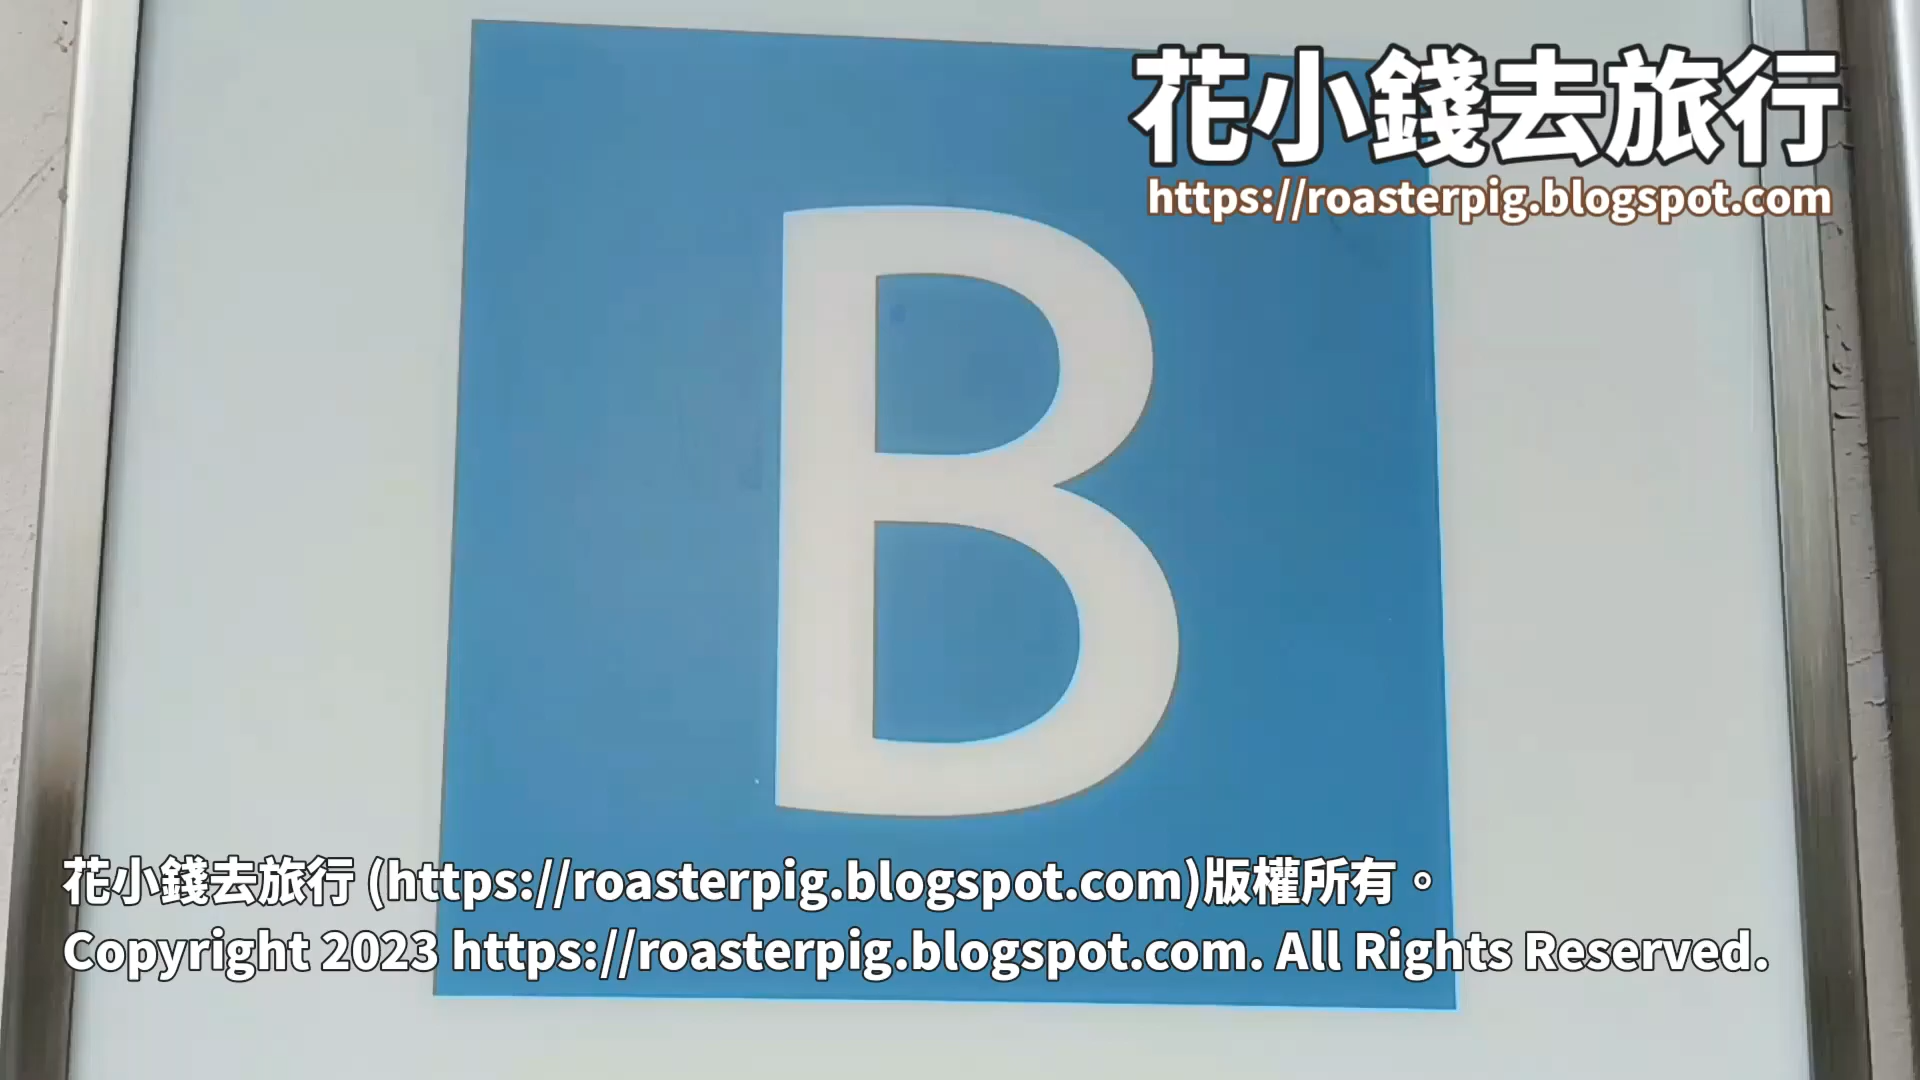 花小錢去旅行
https://roasterpig.blogspot.com
B
花小錢去旅行 (https://roasterpig.blogspot.com)版權所有。
Copyright 2023 https://roasterpig.blogspot.com. All Rights Reserved.